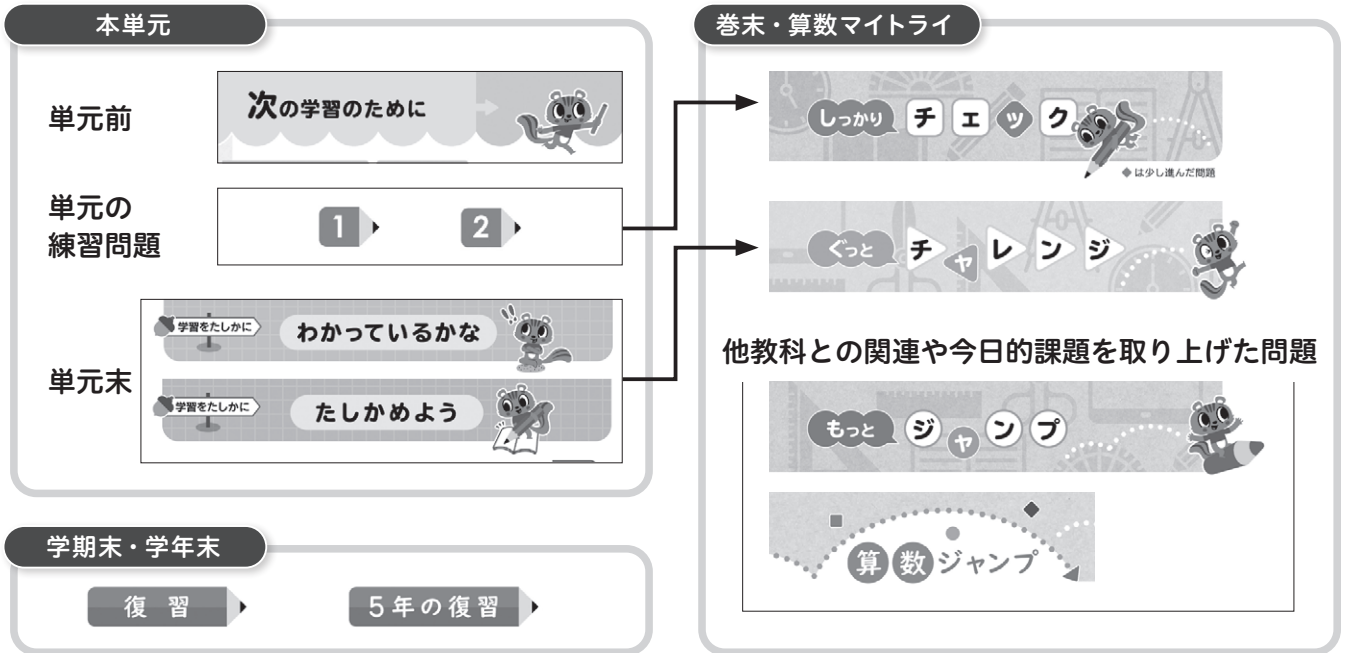 本単元
単元前
次の学習のために
単元の
練習問題
1
2
単元末
学習をたしかに
わかっているかな
学習をたしかに
たしかめよう
学期末・学年末
復習
5年の復習
巻末・算数マイトライ
しっかり チェック
◆は少し進んだ問題
ぐっと チャレンジ
他教科との関連や今日的課題を取り上げた問題
もっと ジャンプ
算数ジャンプ